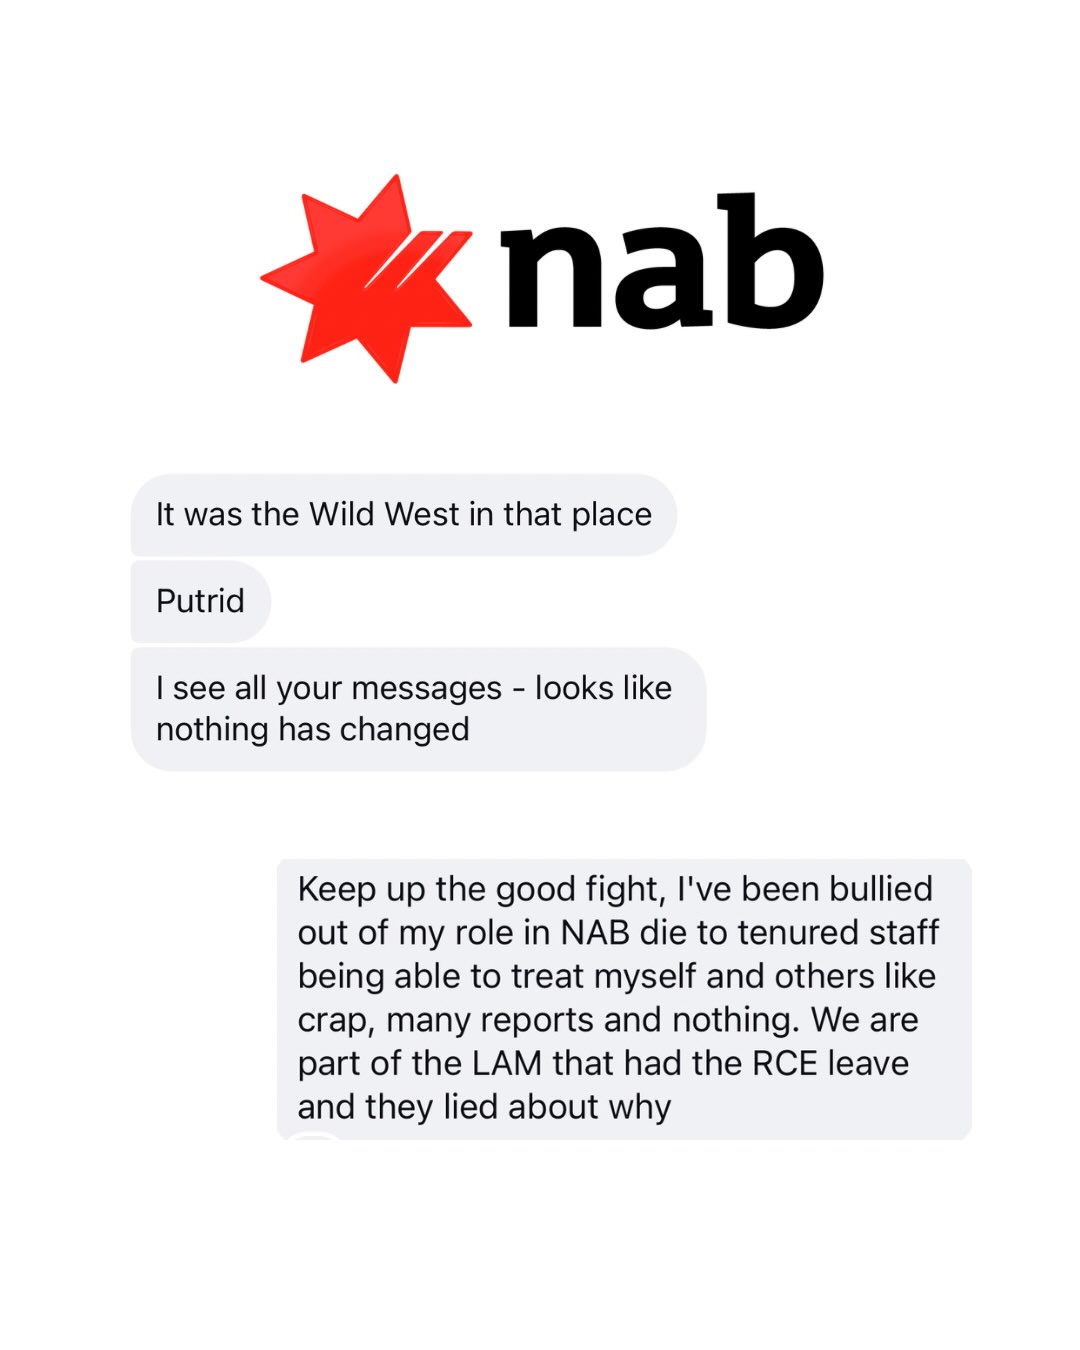 nab
It was the Wild West in that place
Putrid
I see all your messages - looks like
nothing has changed
Keep up the good fight, I've been bullied
out of my role in NAB die to tenured staff
being able to treat myself and others like
crap, many reports and nothing. We are
part of the LAM that had the RCE leave
and they lied about why